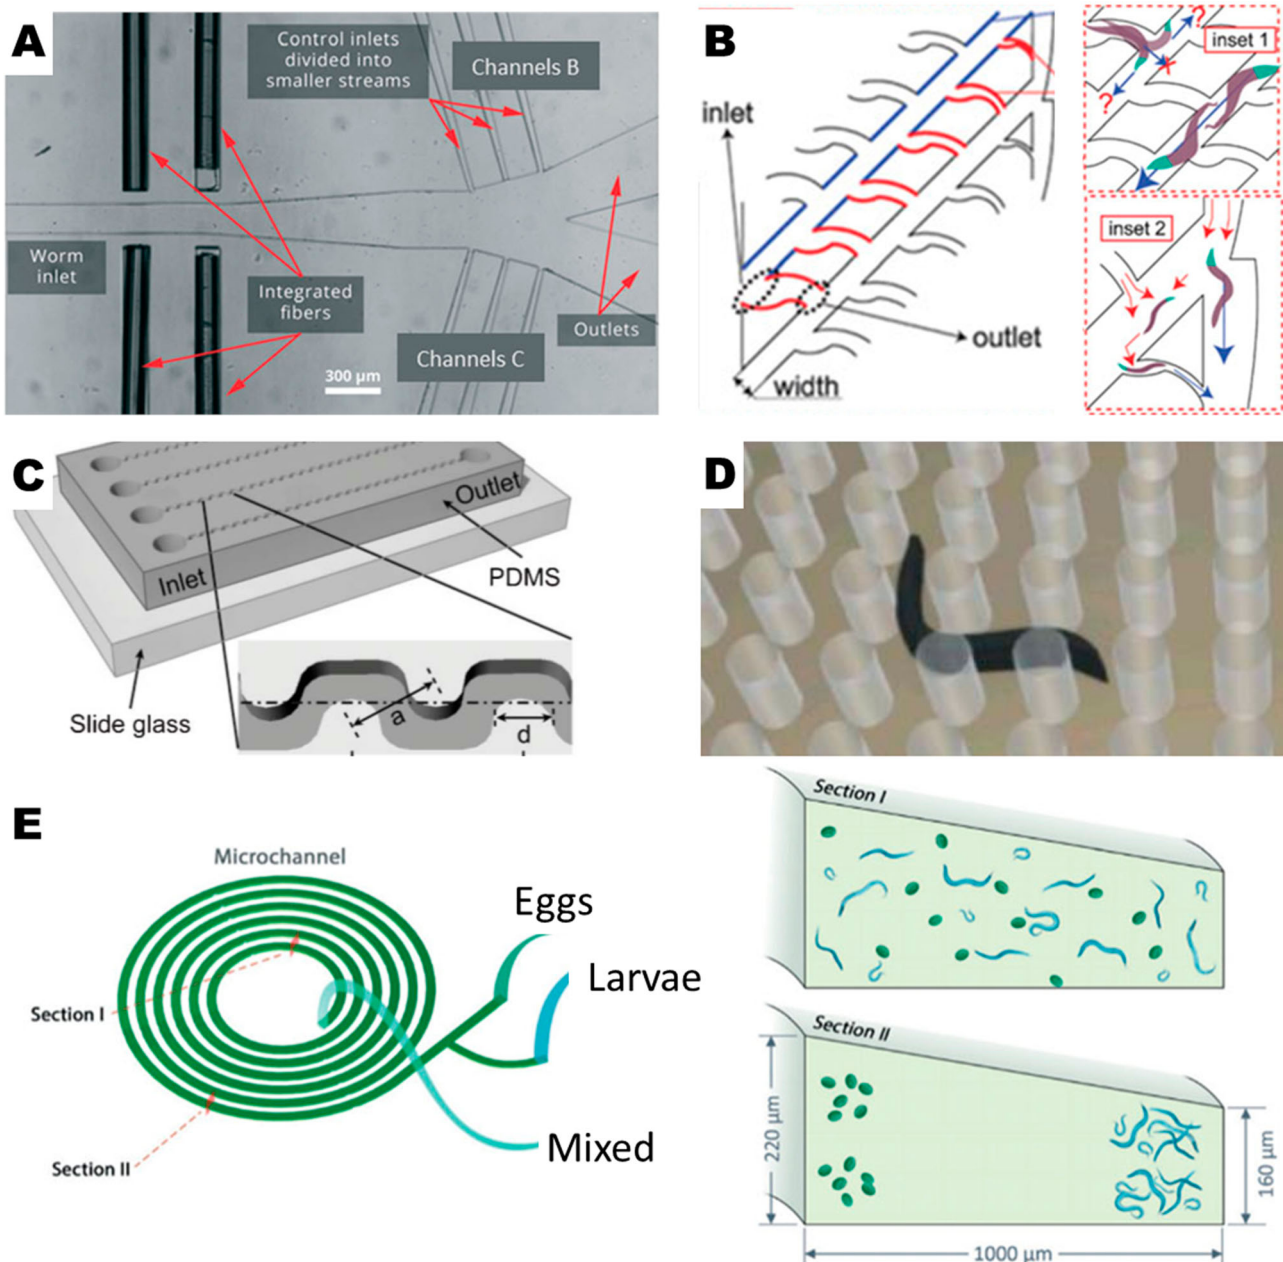 A
Control inlets
divided into
smaller streams
Channels B
Worm
inlet
Integrated
fibers
Channels C
Outlets
300 µm
B
inlet
outlet
width
inset 1
?
?
x
inset 2
C
Inlet
Outlet
PDMS
Slide glass
a
d
D
E
Microchannel
Eggs
Larvae
Section I
Section II
Mixed
Section I
Section II
220 µm
160 µm
1000 µm